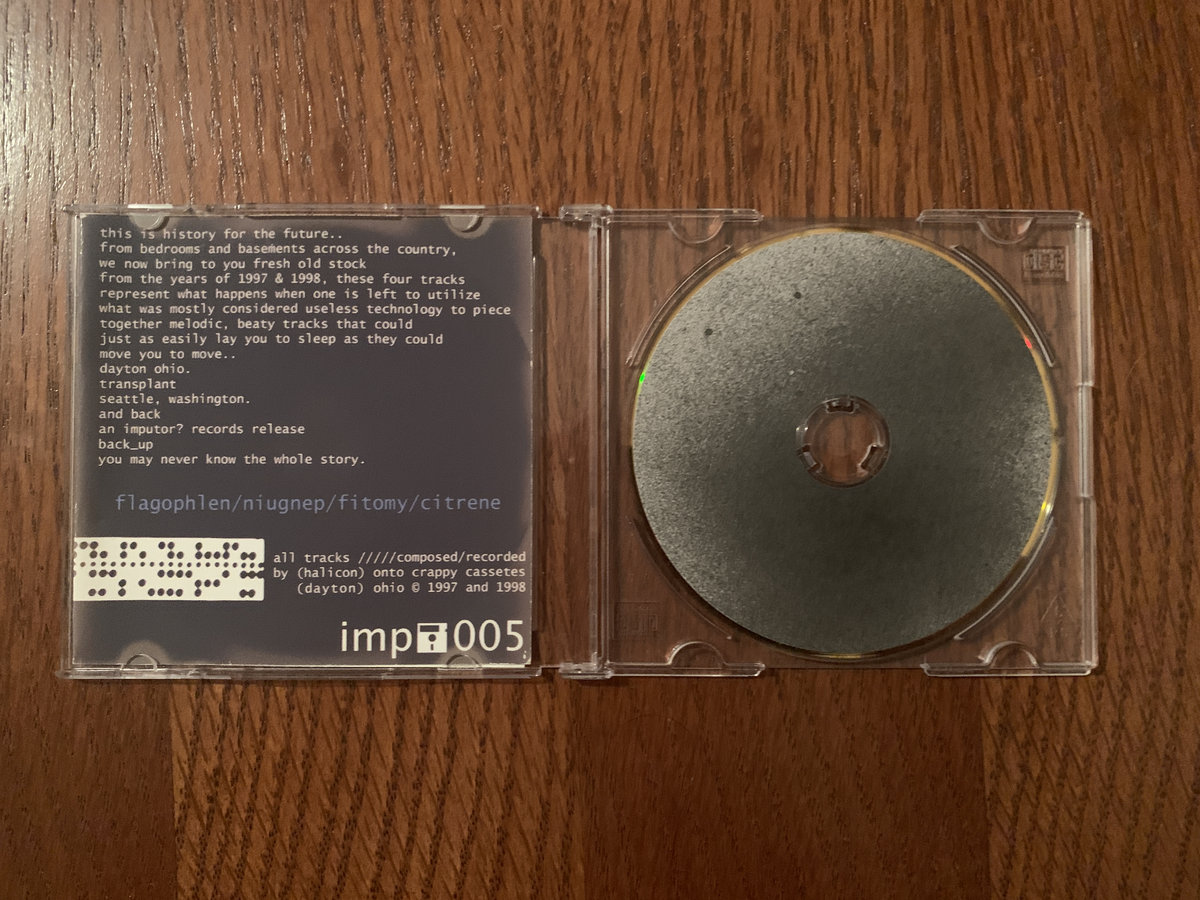 this is history for the future..
from bedrooms and basements across the country,
we now bring to you fresh old stock
from the years of 1997 & 1998, these four tracks
represent what happens when one is left to utilize
what was mostly considered useless technology to piece
together melodic, beaty tracks that could
just as easily lay you to sleep as they could
move you to move..
dayton ohio.
transplant
seattle, washington.
and back
an imputor? records release
back_up
you may never know the whole story.
flagophlen/niugnep/fitomy/citrene
all tracks /////composed/recorded
by (halicon) onto crappy cassetes
(dayton) ohio © 1997 and 1998
imp 005